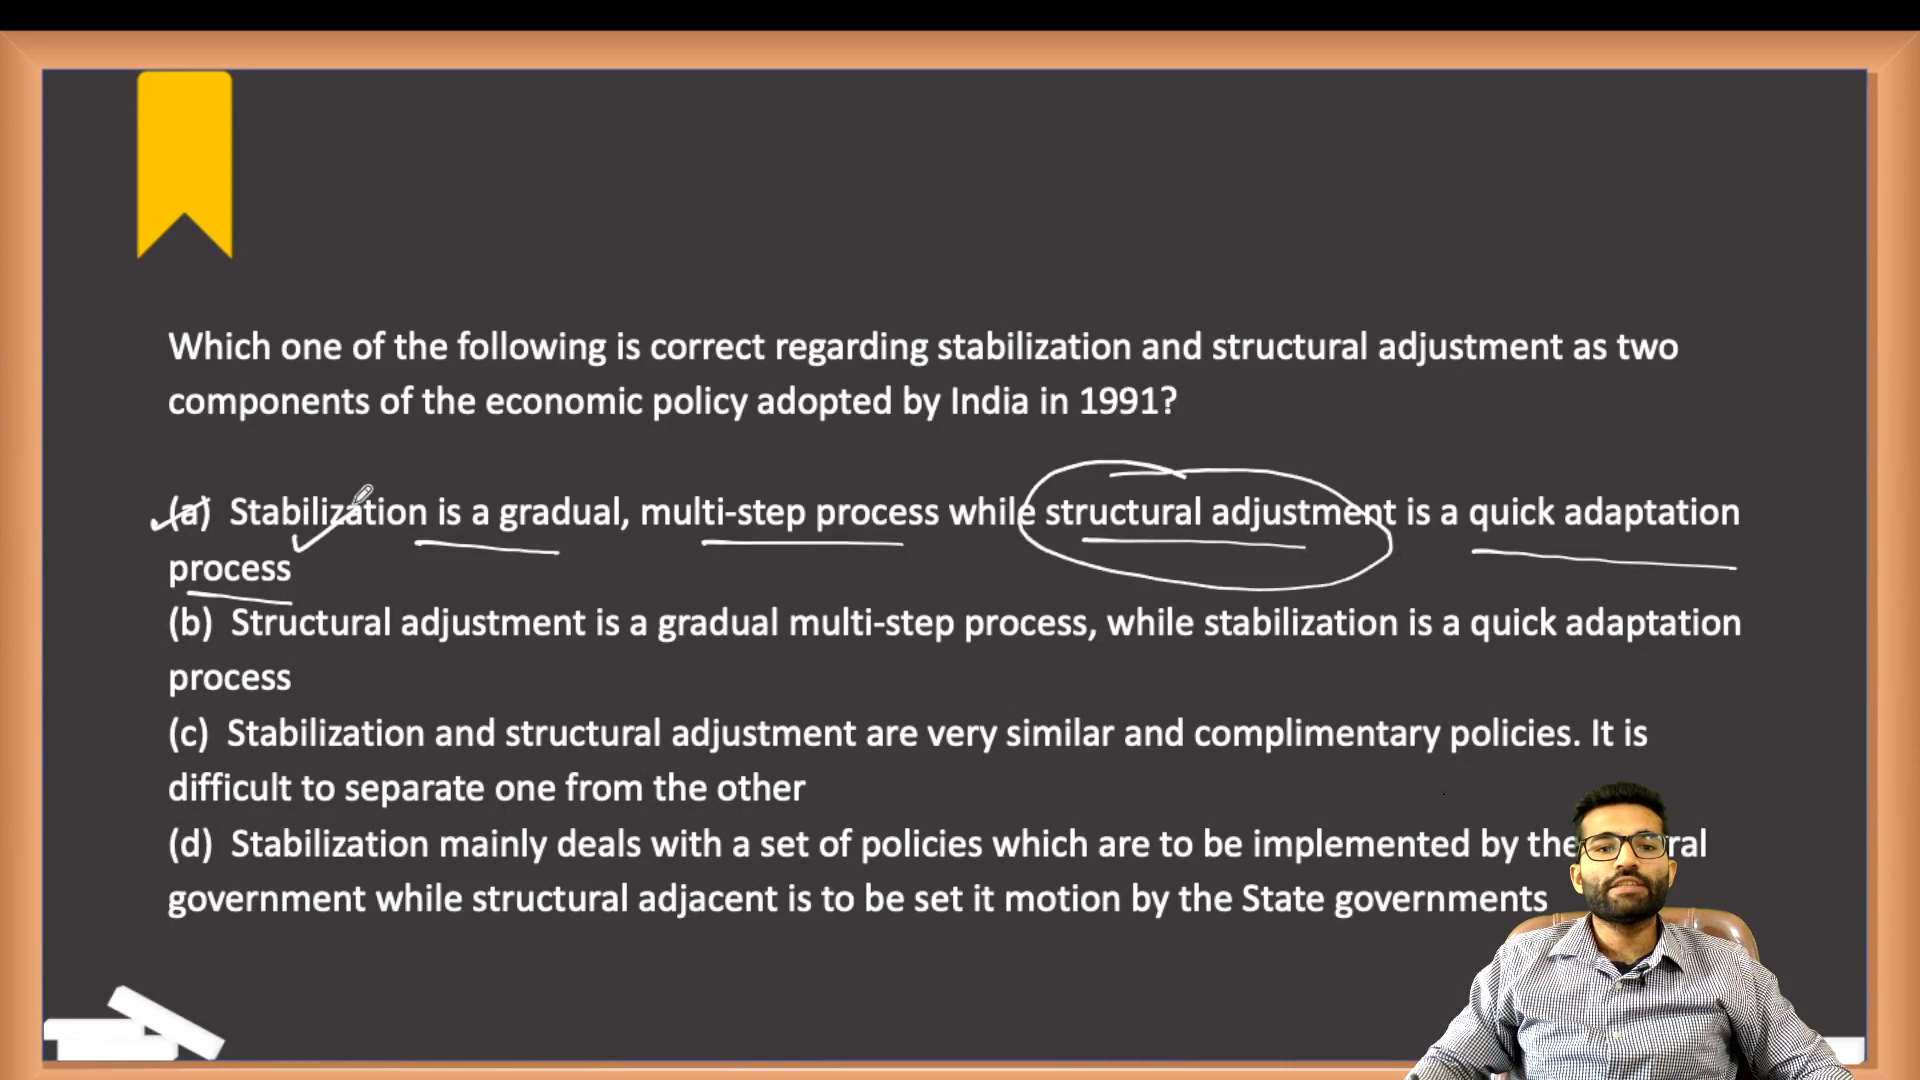 Which one of the following is correct regarding stabilization and structural adjustment as two
components of the economic policy adopted by India in 1991?
(a) Stabilization is a gradual, multi-step process while structural adjustment is a quick adaptation
process
(b) Structural adjustment is a gradual multi-step process, while stabilization is a quick adaptation
process
(c) Stabilization and structural adjustment are very similar and complimentary policies. It is
difficult to separate one from the other
(d) Stabilization mainly deals with a set of policies which are to be implemented by the
government while structural adjacent is to be set it motion by the State governments